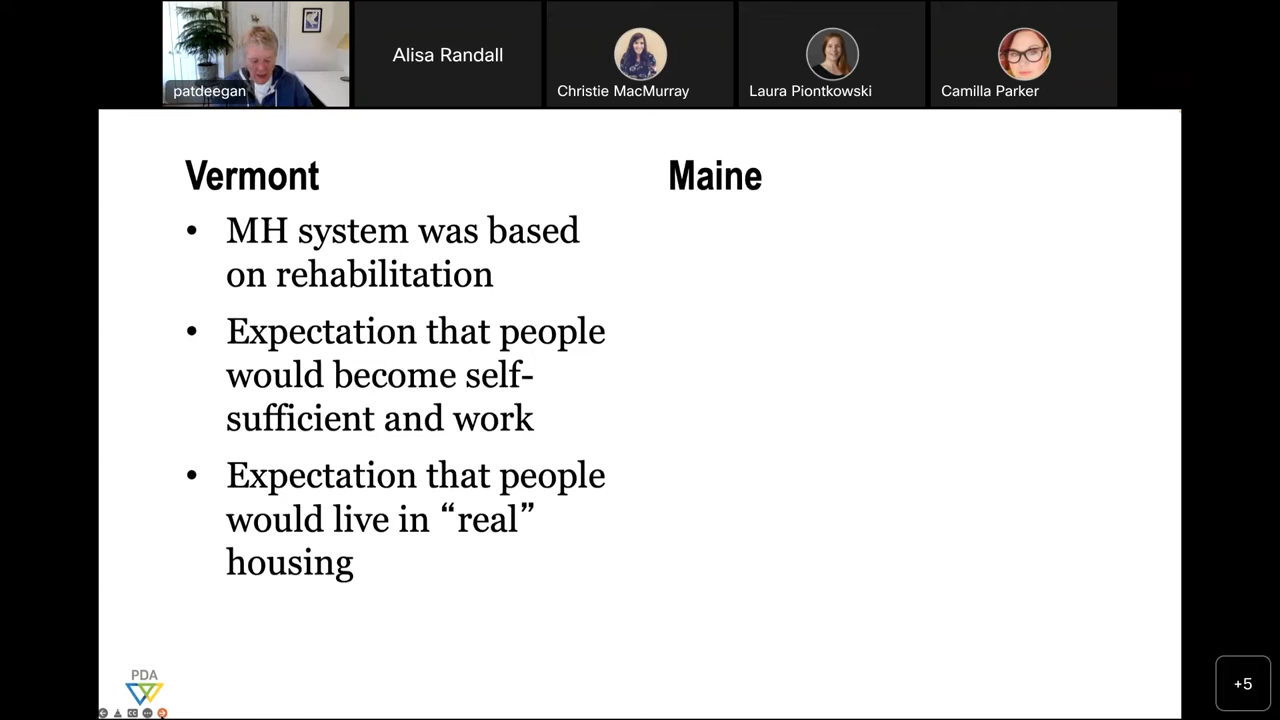 patdeegan
Alisa Randall
Christie MacMurray
Laura Piontkowski
Camilla Parker
Vermont
• MH system was based
on rehabilitation
• Expectation that people
would become self-
sufficient and work
• Expectation that people
would live in “real”
housing
Maine
PDA
+5